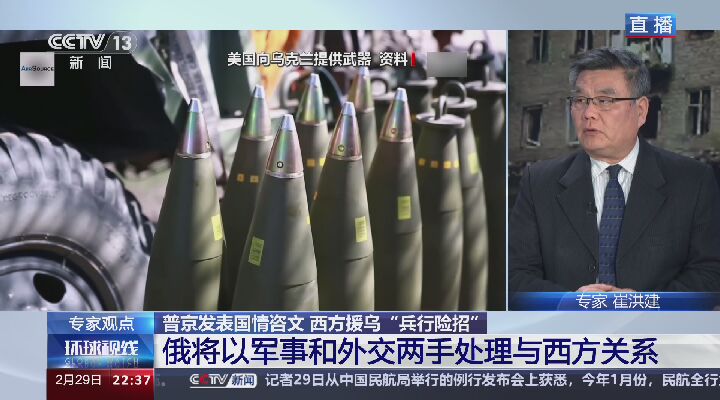 CCTV 13
新闻
直播
AirSource
美国向乌克兰提供武器 资料
专家 崔洪建
专家观点
普京发表国情咨文 西方援乌 “兵行险招”
环球视线
GLOBAL WATCH
俄将以军事和外交两手处理与西方关系
2月29日 22:37
CCTV 新闻 记者29日从中国民航局举行的例行发布会上获悉，今年1月份，民航全行